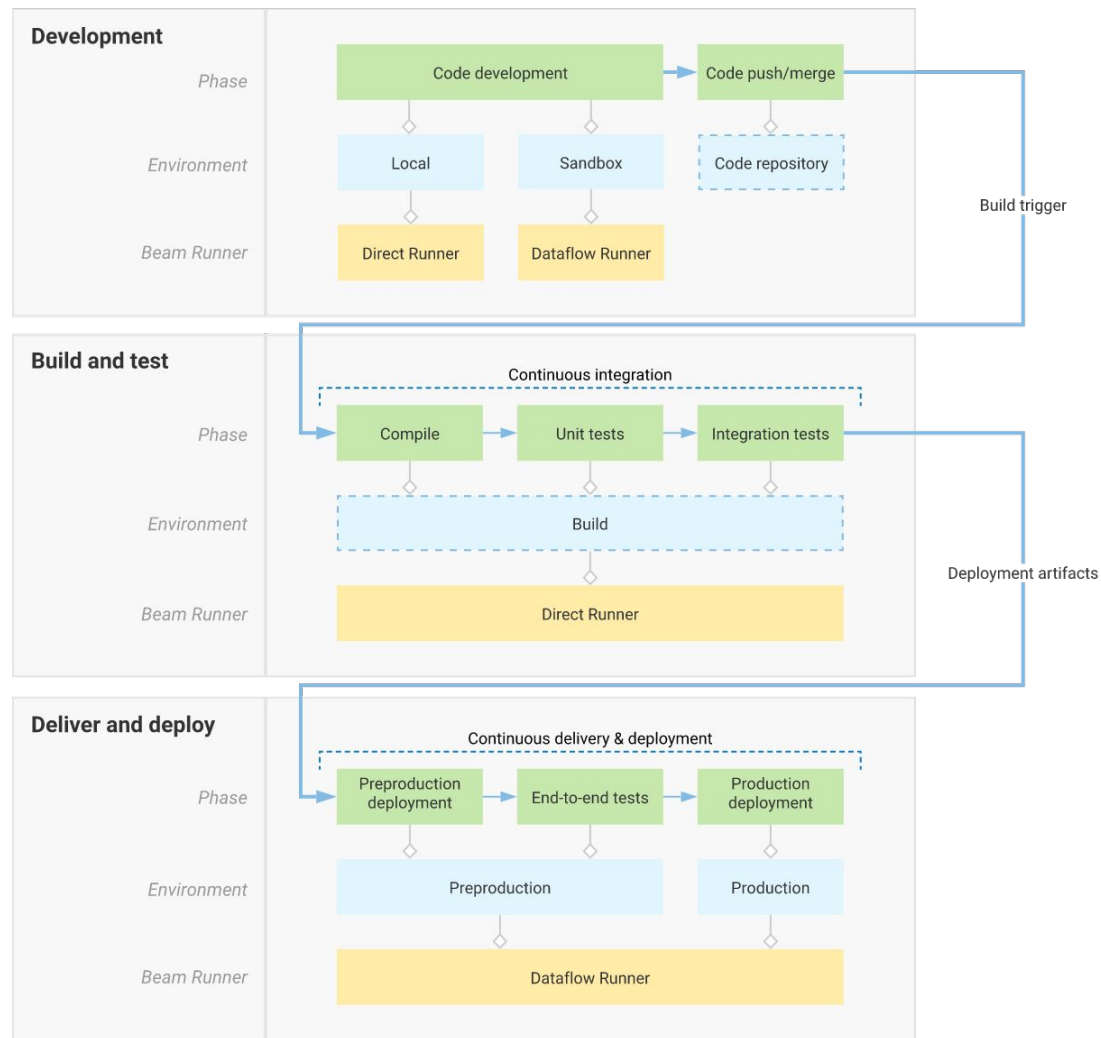 Development
Phase
Code development
Code push/merge
Environment
Local
Sandbox
Code repository
Build trigger
Beam Runner
Direct Runner
Dataflow Runner
Build and test
Continuous integration
Phase
Compile
Unit tests
Integration tests
Environment
Build
Deployment artifacts
Beam Runner
Direct Runner
Deliver and deploy
Continuous delivery & deployment
Phase
Preproduction
deployment
End-to-end tests
Production
deployment
Environment
Preproduction
Production
Beam Runner
Dataflow Runner